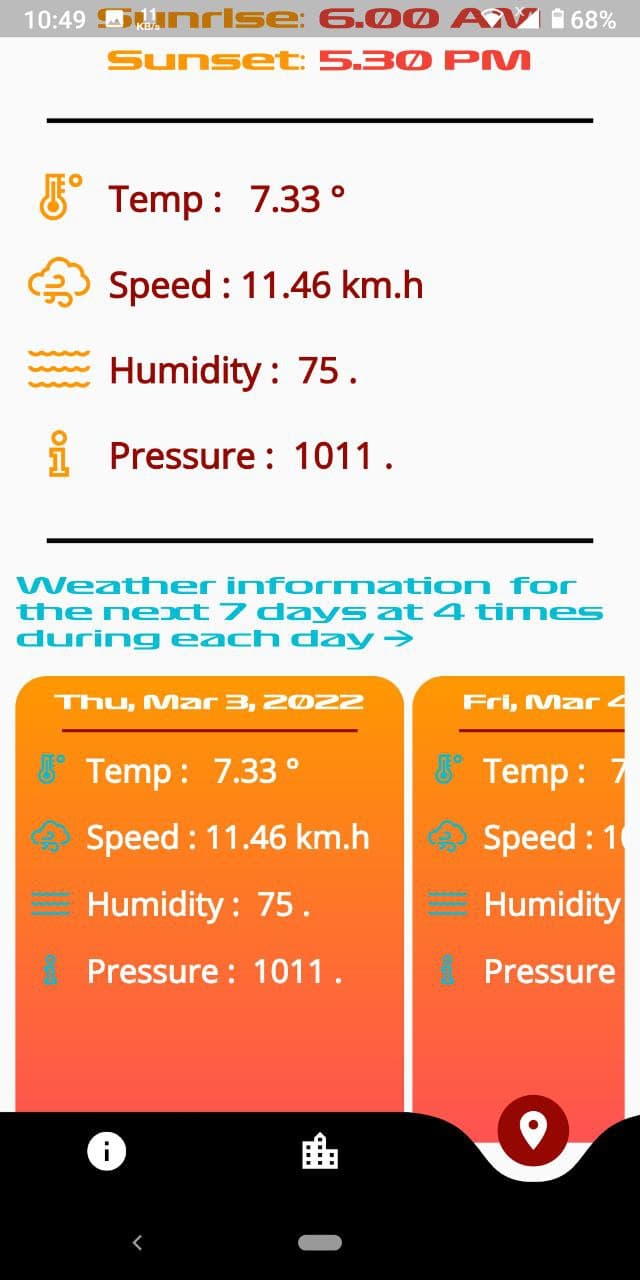 10:49 11 KB/s 68%
Sunrise: 6.00 AM
Sunset: 5.30 PM
Temp : 7.33 °
Speed : 11.46 km.h
Humidity : 75 .
Pressure : 1011 .
Weather information for
the next 7 days at 4 times
during each day →
Thu, Mar 3, 2022
Temp : 7.33 °
Speed : 11.46 km.h
Humidity : 75 .
Pressure : 1011 .
Fri, Mar 4
Temp : 7
Speed : 10
Humidity
Pressure